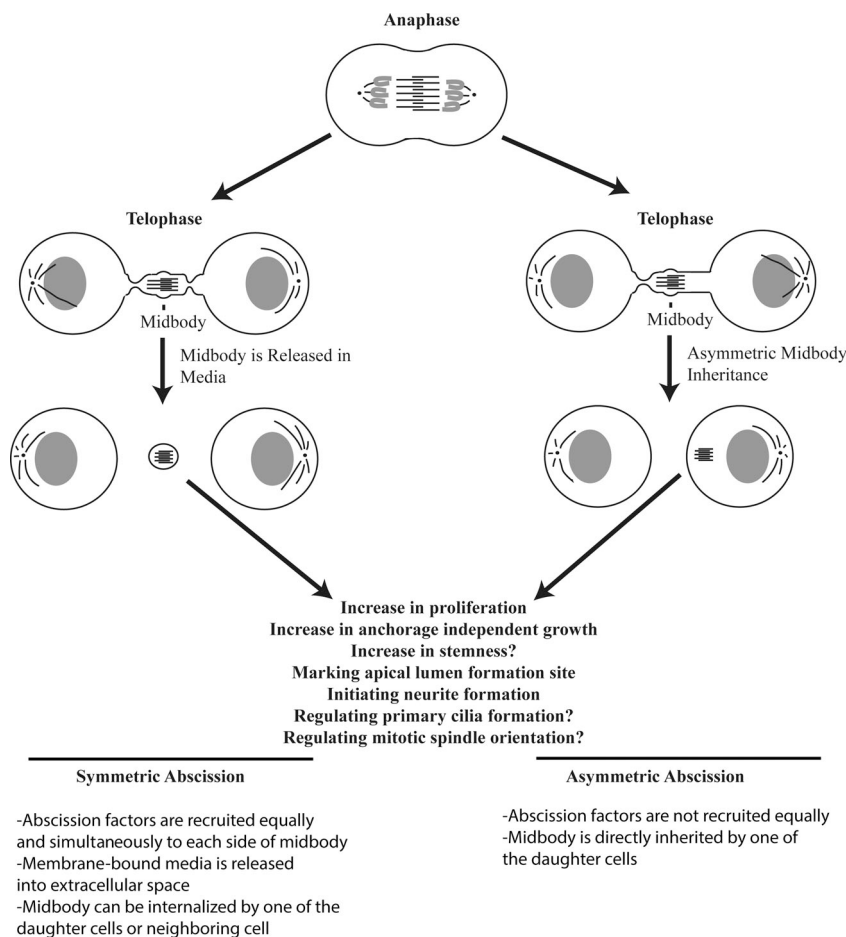 Anaphase
Telophase
Telophase
Midbody
Midbody
Midbody is Released in
Media
Asymmetric Midbody
Inheritance
Increase in proliferation
Increase in anchorage independent growth
Increase in stemness?
Marking apical lumen formation site
Initiating neurite formation
Regulating primary cilia formation?
Regulating mitotic spindle orientation?
Symmetric Abscission
-Abscission factors are recruited equally
and simultaneously to each side of midbody
-Membrane-bound media is released
into extracellular space
-Midbody can be internalized by one of the
daughter cells or neighboring cell
Asymmetric Abscission
-Abscission factors are not recruited equally
-Midbody is directly inherited by one of
the daughter cells